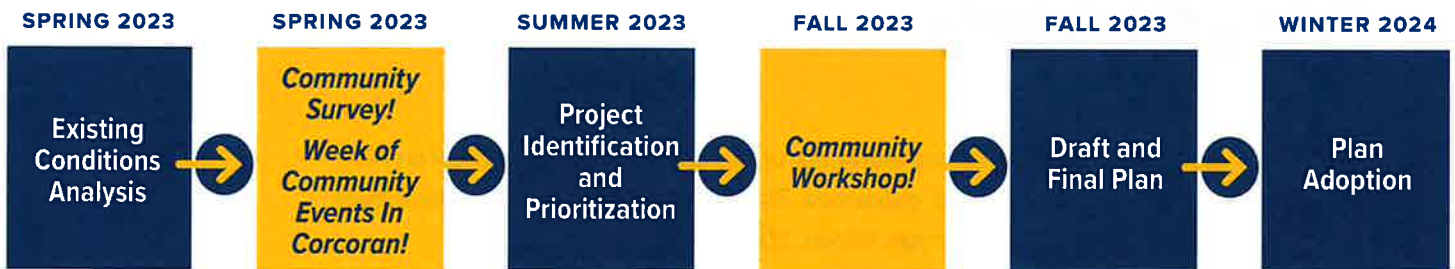 SPRING 2023
Existing
Conditions
Analysis
SPRING 2023
Community
Survey!
Week of
Community
Events In
Corcoran!
SUMMER 2023
Project
Identification
and
Prioritization
FALL 2023
Community
Workshop!
FALL 2023
Draft and
Final Plan
WINTER 2024
Plan
Adoption